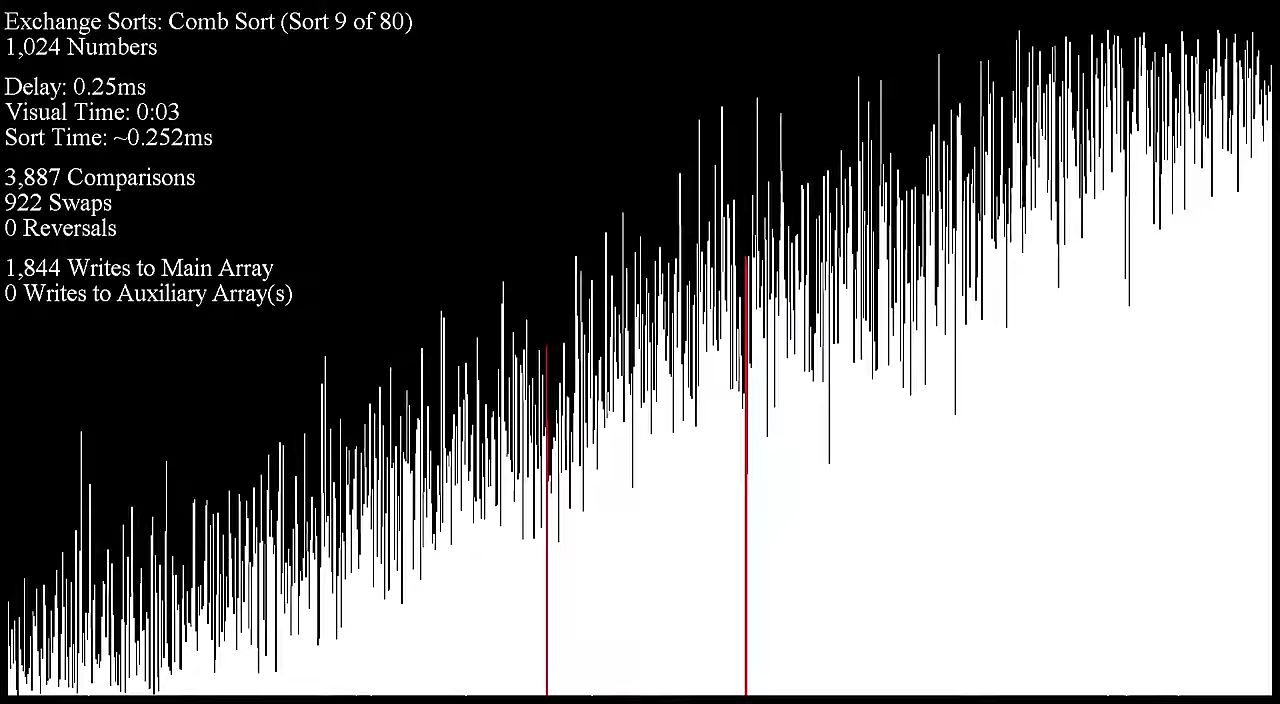 Exchange Sorts: Comb Sort (Sort 9 of 80)
1,024 Numbers
Delay: 0.25ms
Visual Time: 0:03
Sort Time: ~0.252ms
3,887 Comparisons
922 Swaps
0 Reversals
1,844 Writes to Main Array
0 Writes to Auxiliary Array(s)